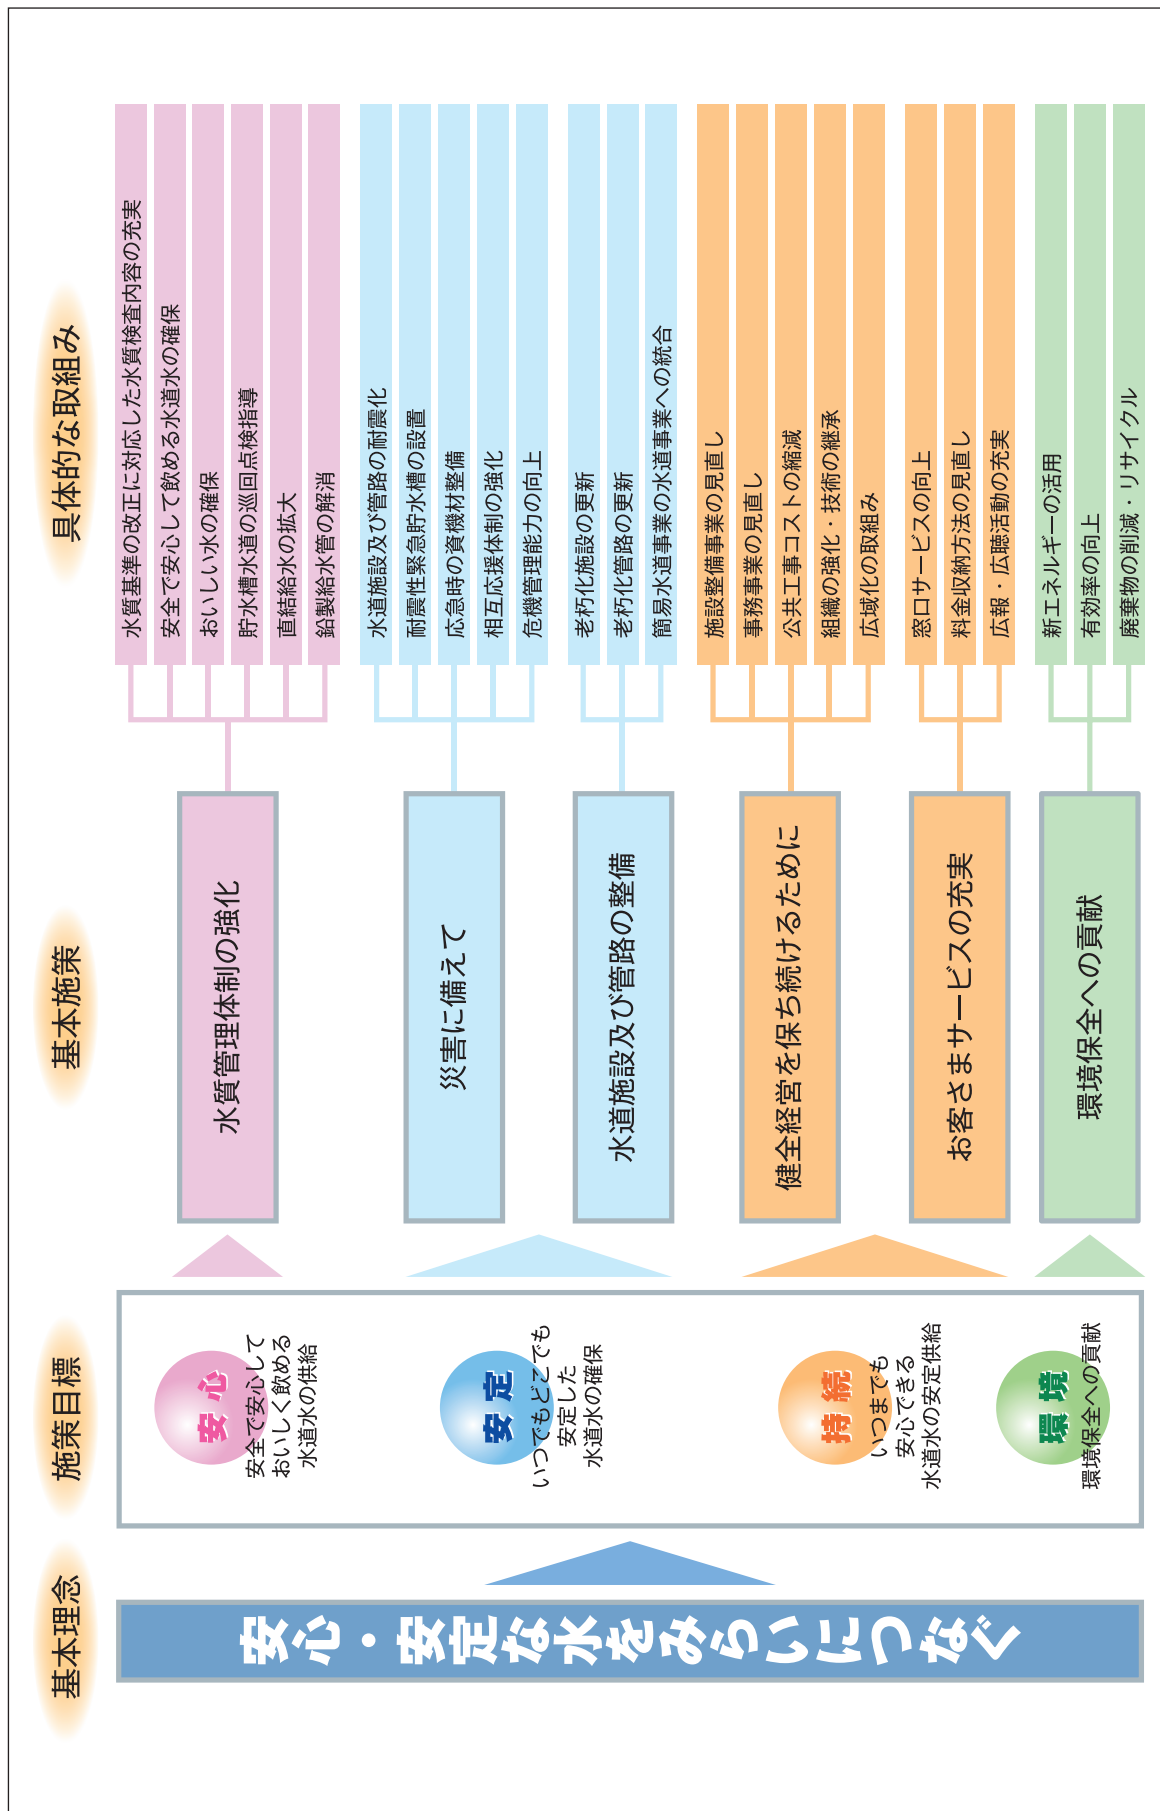 基本理念
安心・安定な水をみらいにつなぐ
施策目標
安心
安全で安心して
おいしく飲める
水道水の供給
安定
いつでもどこでも
安定した
水道水の確保
持続
いつまでも
安心できる
水道水の安定供給
環境
環境保全への貢献
基本施策
水質管理体制の強化
災害に備えて
水道施設及び管路の整備
健全経営を保ち続けるために
お客さまサービスの充実
環境保全への貢献
具体的な取組み
水質基準の改正に対応した水質検査内容の充実
安全で安心して飲める水道水の確保
おいしい水の確保
貯水槽水道の巡回点検指導
直結給水の拡大
鉛製給水管の解消
水道施設及び管路の耐震化
耐震性緊急貯水槽の設置
応急時の資機材整備
相互応援体制の強化
危機管理能力の向上
老朽化施設の更新
老朽化管路の更新
簡易水道事業の水道事業への統合
施設整備事業の見直し
事務事業の見直し
公共工事コストの縮減
組織の強化・技術の継承
広域化の取組み
窓口サービスの向上
料金収納方法の見直し
広報・広聴活動の充実
新エネルギーの活用
有効率の向上
廃棄物の削減・リサイクル